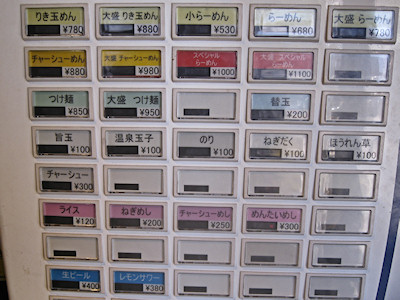 りき玉めん ¥780
大盛 りき玉めん ¥880
小らーめん ¥530
らーめん ¥680
大盛 らーめん ¥780
チャーシューめん ¥880
大盛 チャーシューめん ¥980
スペシャル らーめん ¥1000
大盛 スペシャル らーめん ¥1100
つけ麺 ¥850
大盛 つけ麺 ¥950
替玉 ¥200
旨玉 ¥100
温泉玉子 ¥100
のり ¥100
ねぎだく ¥100
ほうれん草 ¥100
チャーシュー ¥300
ライス ¥120
ねぎめし ¥200
チャーシューめし ¥250
めんたいめし ¥300
生ビール ¥400
レモンサワー ¥380